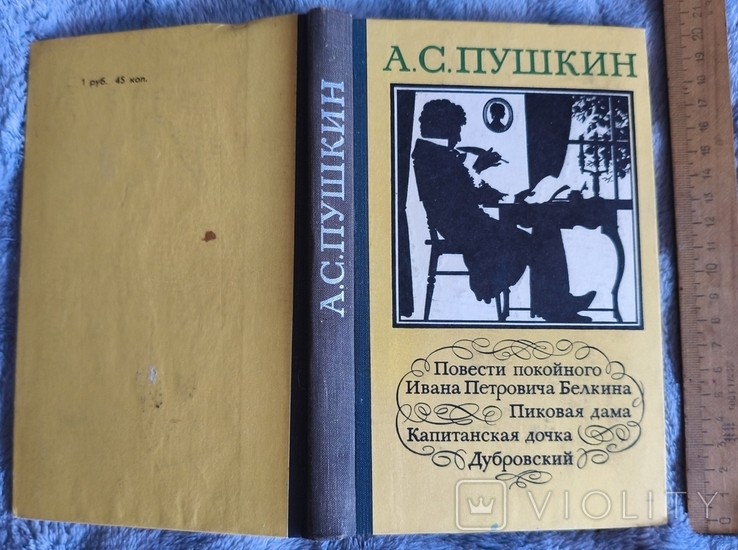 1 руб. 45 коп.
А.С.ПУШКИН
А.С.ПУШКИН
Повести покойного
Ивана Петровича Белкина
Пиковая дама
Капитанская дочка
Дубровский
VIOLITY